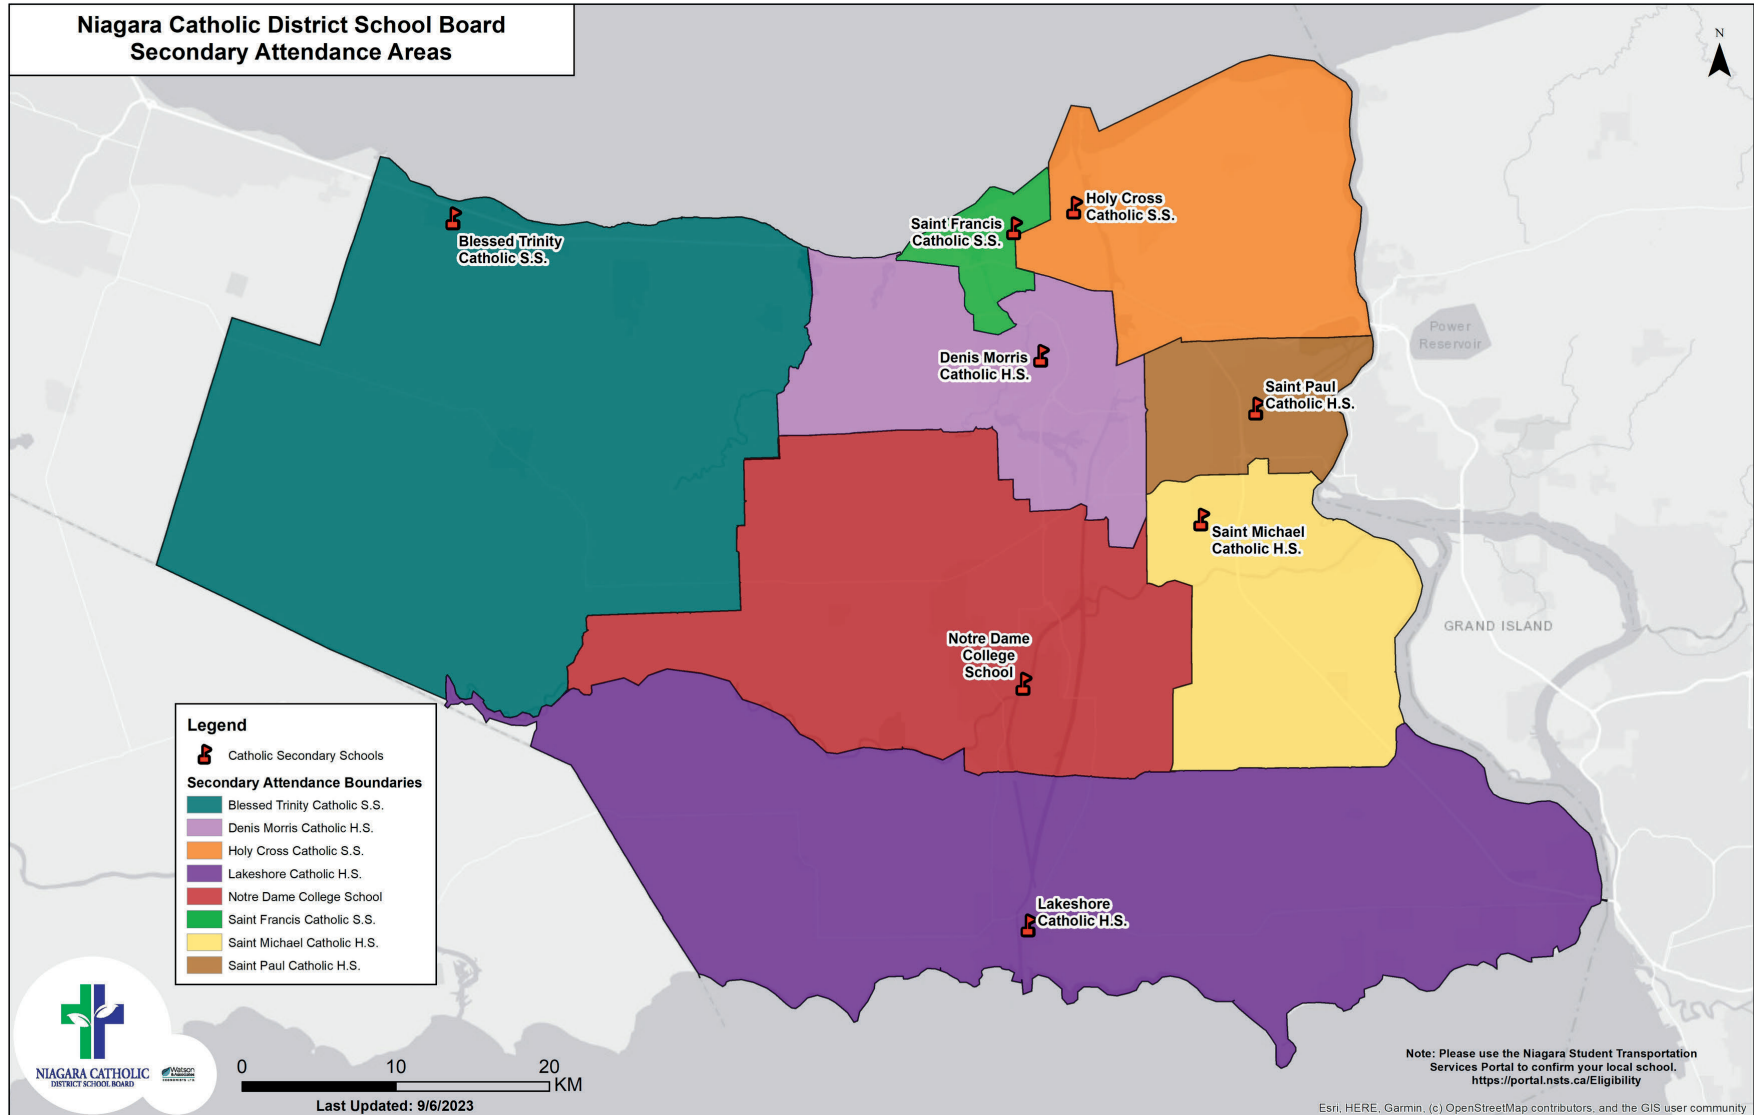 Niagara Catholic District School Board
Secondary Attendance Areas
N
Holy Cross
Catholic S.S.
Saint Francis
Catholic S.S.
Blessed Trinity
Catholic S.S.
Power
Reservoir
Denis Morris
Catholic H.S.
Saint Paul
Catholic H.S.
Saint Michael
Catholic H.S.
GRAND ISLAND
Notre Dame
College
School
Lakeshore
Catholic H.S.
Legend
Catholic Secondary Schools
Secondary Attendance Boundaries
Blessed Trinity Catholic S.S.
Denis Morris Catholic H.S.
Holy Cross Catholic S.S.
Lakeshore Catholic H.S.
Notre Dame College School
Saint Francis Catholic S.S.
Saint Michael Catholic H.S.
Saint Paul Catholic H.S.
NIAGARA CATHOLIC
DISTRICT SCHOOL BOARD
Watson
& Associates
ECONOMISTS LTD.
0 10 20
KM
Last Updated: 9/6/2023
Note: Please use the Niagara Student Transportation
Services Portal to confirm your local school.
https://portal.nsts.ca/Eligibility
Esri, HERE, Garmin, (c) OpenStreetMap contributors, and the GIS user community